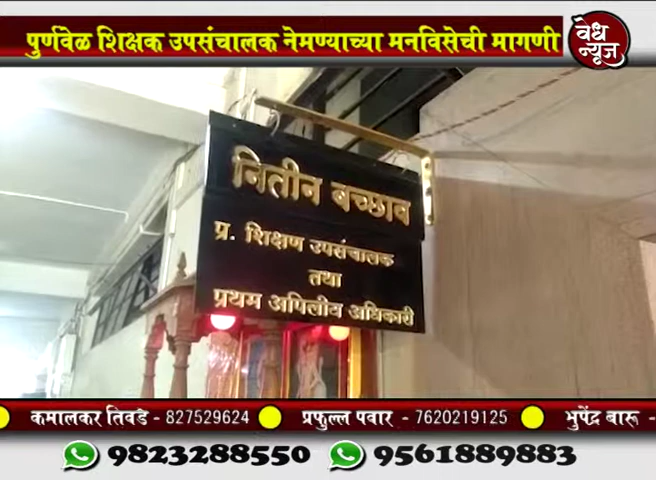 पुर्णवेळ शिक्षक उपसंचालक नेमण्याच्या मनविसेची मागणी
वेध
न्यूज
नितीन बच्छाव
प्र. शिक्षण उपसंचालक
तथा
प्रथम अपिलीय अधिकारी
कमालकर तिवडे - 827529624 प्रफुल्ल पवार - 7620219125 भुपेंद्र बारू -
9823288550 9561889883